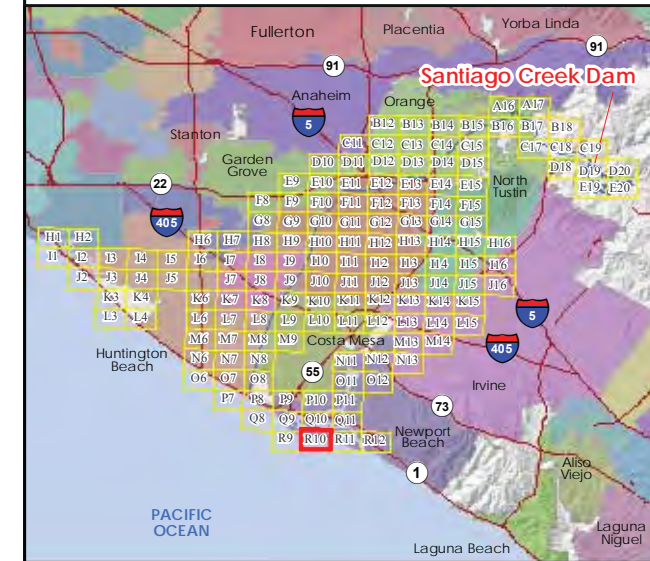 Yorba Linda
Fullerton
Placentia
91
91
Santiago Creek Dam
Anaheim
Orange
A16 A17
5
B12 B13 B14 B15 B16 B17 B18
Stanton
C11 C12 C13 C14 C15 C17 C18 C19
Garden
Grove
D10 D11 D12 D13 D14 D15 D18 D19 D20
22
E9 E10 E11 E12 E13 E14 E15 E19 E20
North
Tustin
F8 F9 F10 F11 F12 F13 F14 F15
405
G8 G9 G10 G11 G12 G13 G14 G15
H1 H2 H6 H7 H8 H9 H10 H11 H12 H13 H14 H15 H16
I1 I2 I3 I4 I5 I6 I7 I8 I9 I10 I11 I12 I13 I14 I15 I16
J2 J3 J4 J5 J7 J8 J9 J10 J11 J12 J13 J14 J15 J16
K3 K4 K6 K7 K8 K9 K10 K11 K12 K13 K14 K15
5
L3 L4 L6 L7 L8 L9 L10 L11 L12 L13 L14 L15
M6 M7 M8 M9 Costa Mesa M13 M14
405
Huntington
Beach
N6 N7 N8 N11 N12 N13
55
O6 O7 O8 O11 O12
Irvine
P7 P8 P9 P10 P11
73
Q8 Q9 Q10 Q11
R9 R10 R11 R12
Newport
Beach
1
Aliso
Viejo
PACIFIC
OCEAN
Laguna
Niguel
Laguna Beach